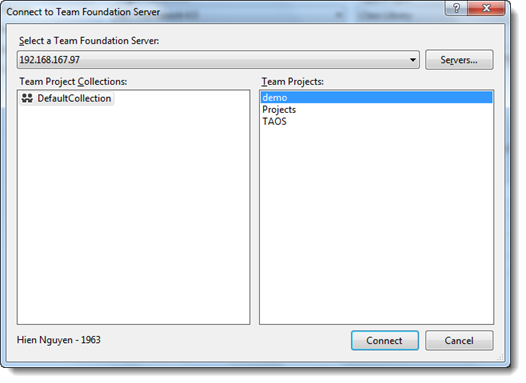 Connect to Team Foundation Server
Select a Team Foundation Server:
192.168.167.97
Servers...
Team Project Collections:
Team Projects:
DefaultCollection
demo
Projects
TAOS
Hien Nguyen - 1963
Connect
Cancel